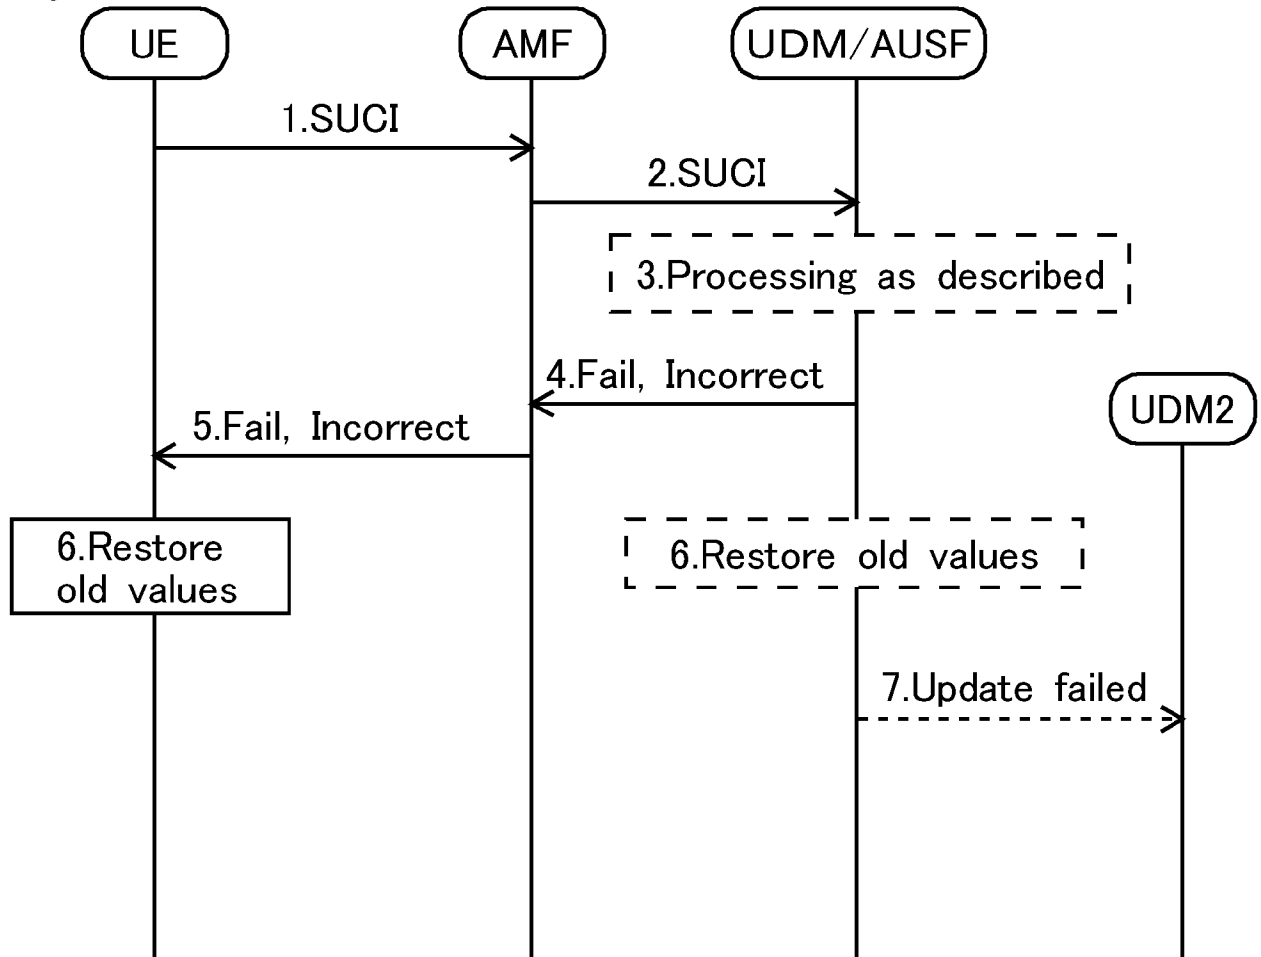 UE
AMF
UDM/AUSF
1.SUCI
2.SUCI
3.Processing as described
4.Fail, Incorrect
UDM2
5.Fail, Incorrect
6.Restore
old values
6.Restore old values
7.Update failed